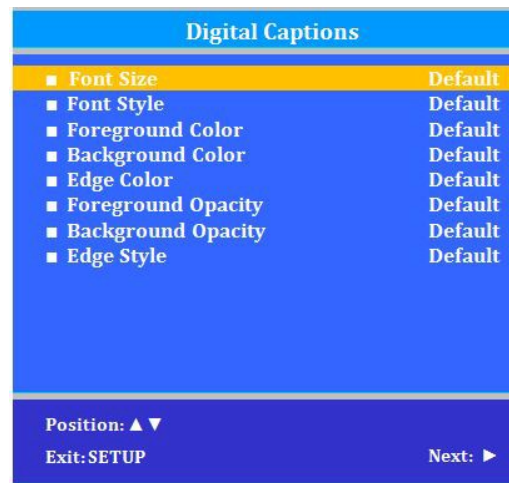 Digital Captions
■ Font Size Default
■ Font Style Default
■ Foreground Color Default
■ Background Color Default
■ Edge Color Default
■ Foreground Opacity Default
■ Background Opacity Default
■ Edge Style Default
Position: ▲ ▼
Exit: SETUP Next: ►